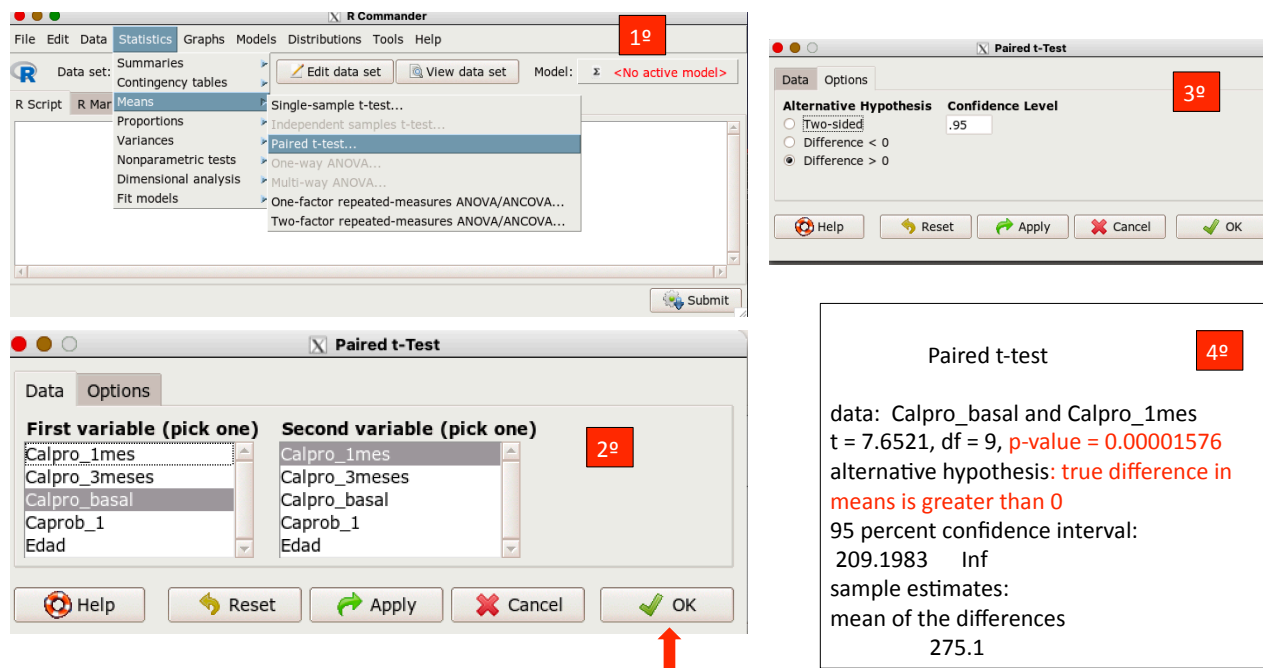 R Commander
1º
File Edit Data Statistics Graphs Models Distributions Tools Help
Data set:
Edit data set
View data set
Model:
Σ <No active model>
R Script
R Mar
Summaries
Contingency tables
Means
Proportions
Variances
Nonparametric tests
Dimensional analysis
Fit models
Single-sample t-test...
Independent samples t-test...
Paired t-test...
One-way ANOVA...
Multi-way ANOVA...
One-factor repeated-measures ANOVA/ANCOVA...
Two-factor repeated-measures ANOVA/ANCOVA...
Submit
Paired t-Test
Data Options
2º
First variable (pick one)
Calpro_1mes
Calpro_3meses
Calpro_basal
Caprob_1
Edad
Second variable (pick one)
Calpro_1mes
Calpro_3meses
Calpro_basal
Caprob_1
Edad
Help Reset Apply Cancel OK
Paired t-Test
Data Options
3º
Alternative Hypothesis Confidence Level
Two-sided .95
Difference < 0
Difference > 0
Help Reset Apply Cancel OK
Paired t-test
4º
data: Calpro_basal and Calpro_1mes
t = 7.6521, df = 9, p-value = 0.00001576
alternative hypothesis: true difference in
means is greater than 0
95 percent confidence interval:
209.1983 Inf
sample estimates:
mean of the differences
275.1